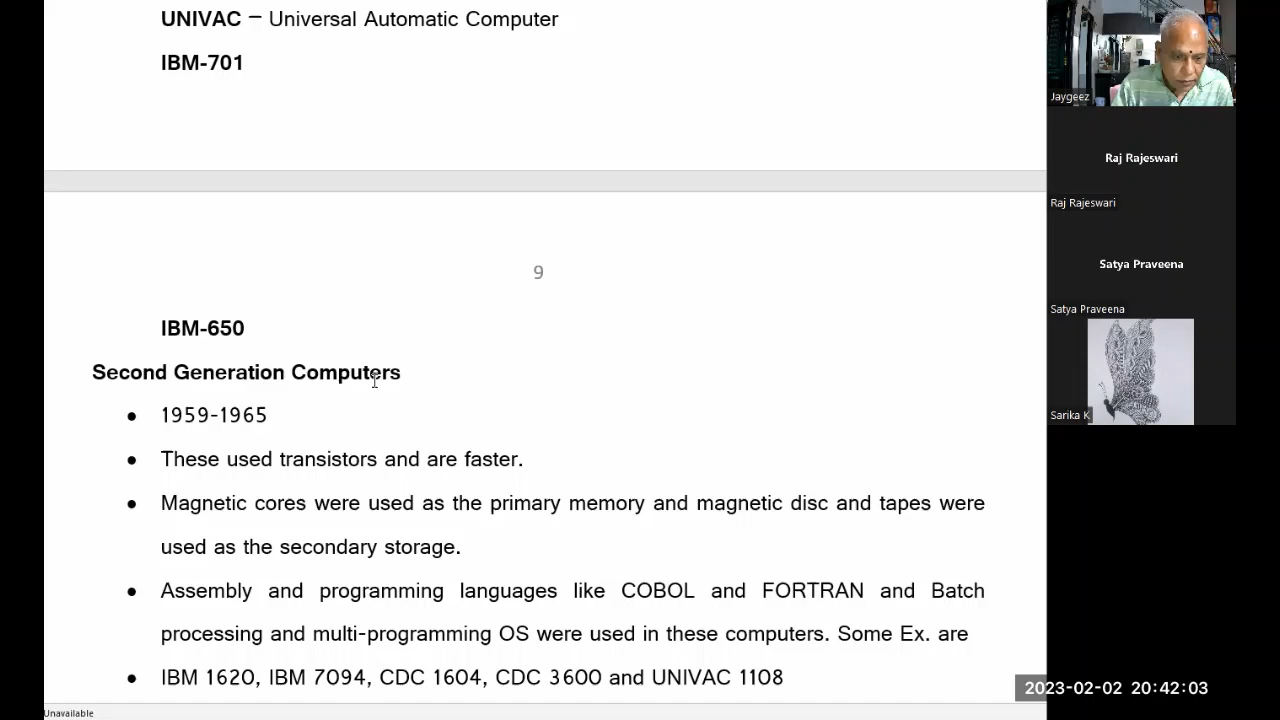 UNIVAC – Universal Automatic Computer
IBM-701
9
IBM-650
Second Generation Computers
● 1959-1965
● These used transistors and are faster.
● Magnetic cores were used as the primary memory and magnetic disc and tapes were
used as the secondary storage.
● Assembly and programming languages like COBOL and FORTRAN and Batch
processing and multi-programming OS were used in these computers. Some Ex. are
● IBM 1620, IBM 7094, CDC 1604, CDC 3600 and UNIVAC 1108
Unavailable
Jaygeez
Raj Rajeswari
Raj Rajeswari
Satya Praveena
Satya Praveena
Sarika K
2023-02-02 20:42:03